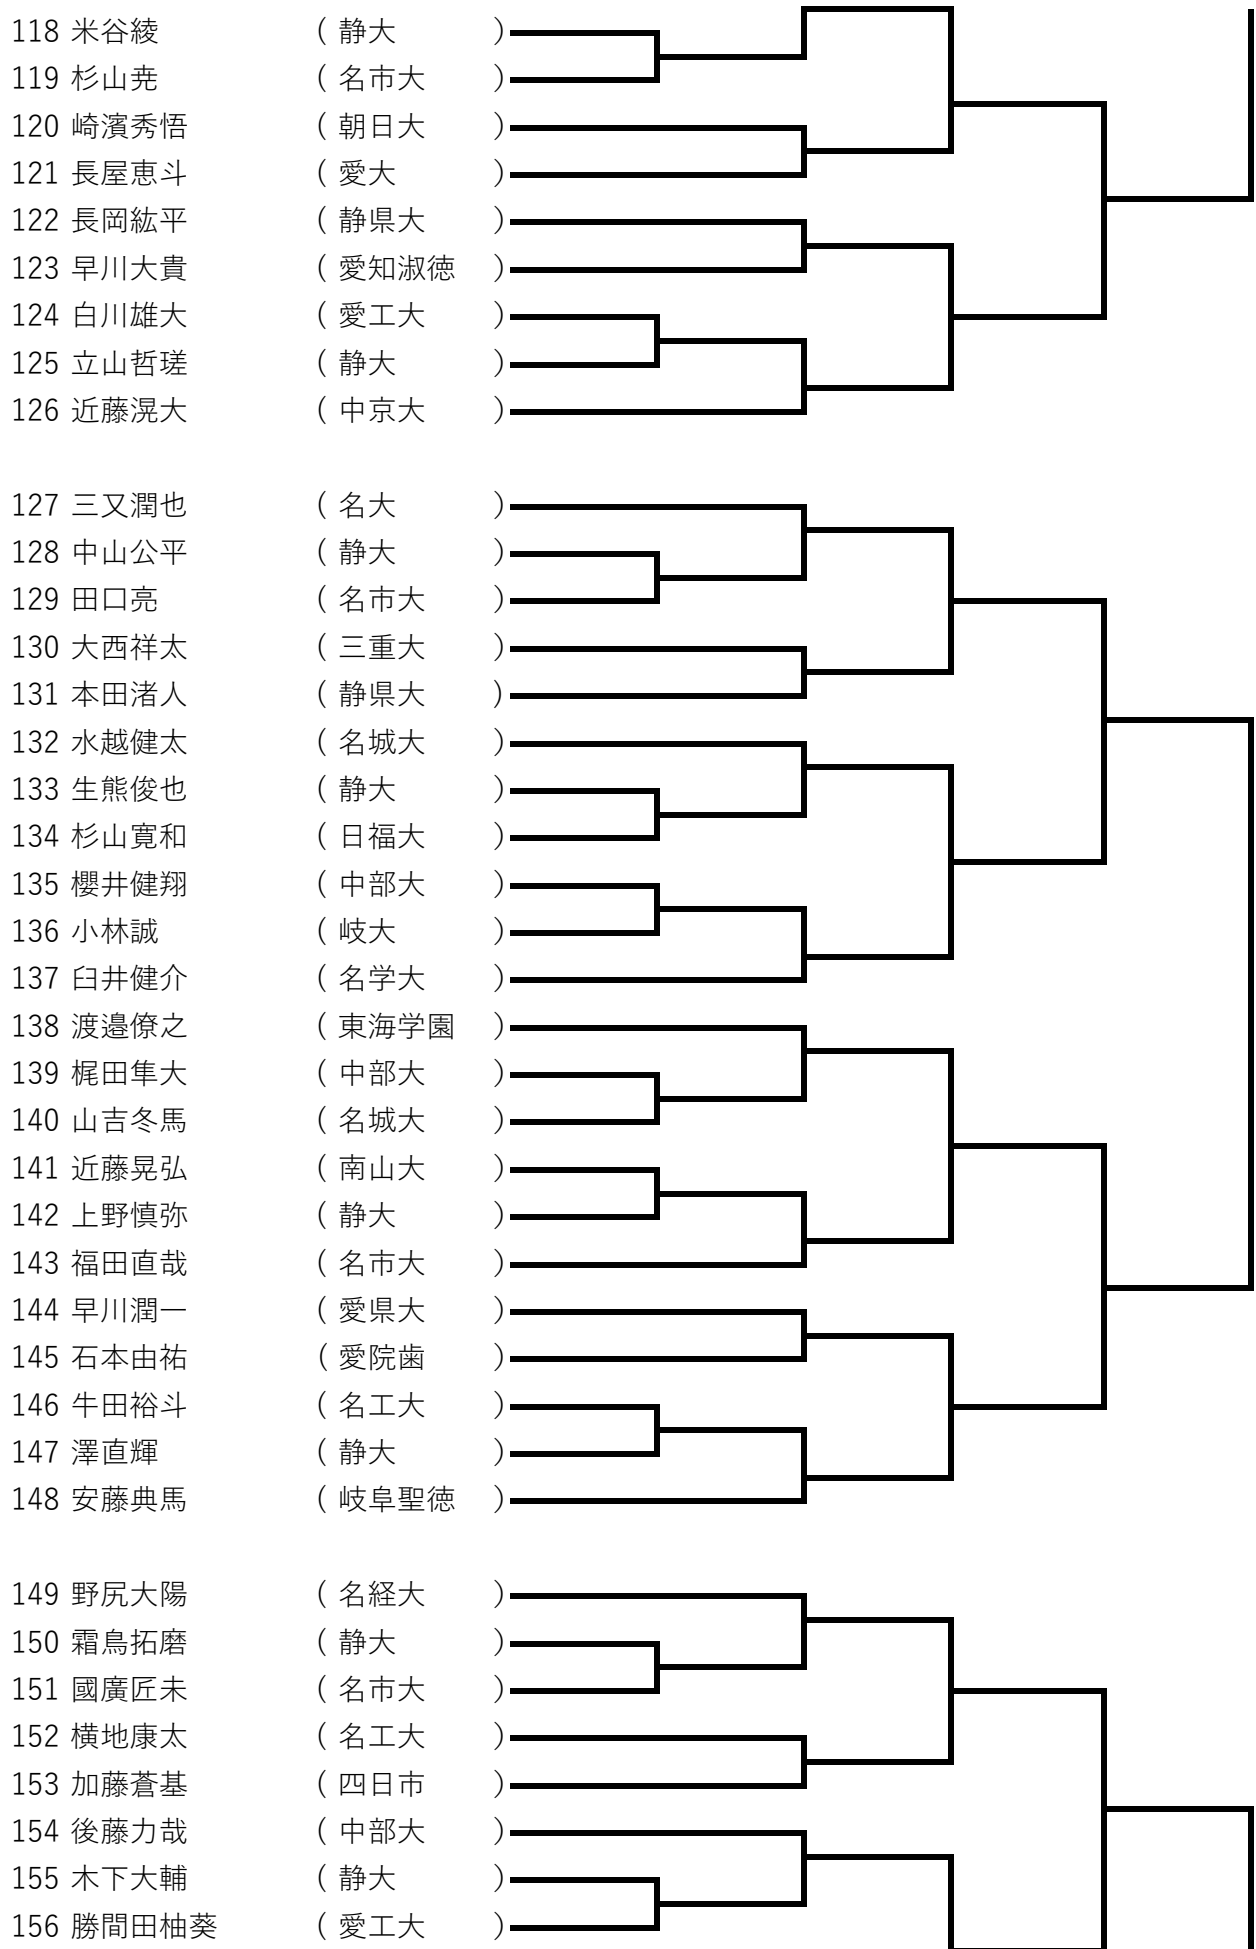 118 米谷綾 ( 静大 )
119 杉山尭 ( 名市大 )
120 崎濱秀悟 ( 朝日大 )
121 長屋恵斗 ( 愛大 )
122 長岡紘平 ( 静県大 )
123 早川大貴 ( 愛知淑徳 )
124 白川雄大 ( 愛工大 )
125 立山哲瑳 ( 静大 )
126 近藤滉大 ( 中京大 )
127 三又潤也 ( 名大 )
128 中山公平 ( 静大 )
129 田口亮 ( 名市大 )
130 大西祥太 ( 三重大 )
131 本田渚人 ( 静県大 )
132 水越健太 ( 名城大 )
133 生熊俊也 ( 静大 )
134 杉山寛和 ( 日福大 )
135 櫻井健翔 ( 中部大 )
136 小林誠 ( 岐大 )
137 臼井健介 ( 名学大 )
138 渡邉僚之 ( 東海学園 )
139 梶田隼大 ( 中部大 )
140 山吉冬馬 ( 名城大 )
141 近藤晃弘 ( 南山大 )
142 上野慎弥 ( 静大 )
143 福田直哉 ( 名市大 )
144 早川潤一 ( 愛県大 )
145 石本由祐 ( 愛院歯 )
146 牛田裕斗 ( 名工大 )
147 澤直輝 ( 静大 )
148 安藤典馬 ( 岐阜聖徳 )
149 野尻大陽 ( 名経大 )
150 霜鳥拓磨 ( 静大 )
151 國廣匠未 ( 名市大 )
152 横地康太 ( 名工大 )
153 加藤蒼基 ( 四日市 )
154 後藤力哉 ( 中部大 )
155 木下大輔 ( 静大 )
156 勝間田柚葵 ( 愛工大 )